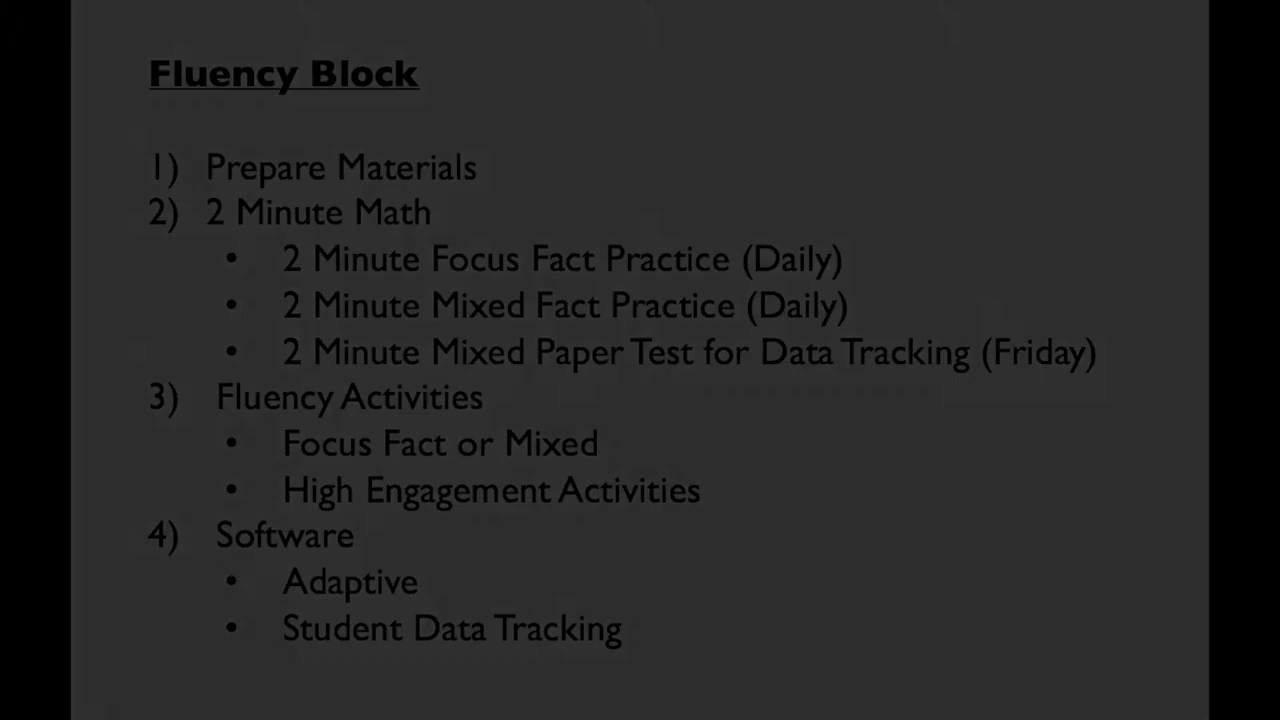 Fluency Block
1) Prepare Materials
2) 2 Minute Math
• 2 Minute Focus Fact Practice (Daily)
• 2 Minute Mixed Fact Practice (Daily)
• 2 Minute Mixed Paper Test for Data Tracking (Friday)
3) Fluency Activities
• Focus Fact or Mixed
• High Engagement Activities
4) Software
• Adaptive
• Student Data Tracking